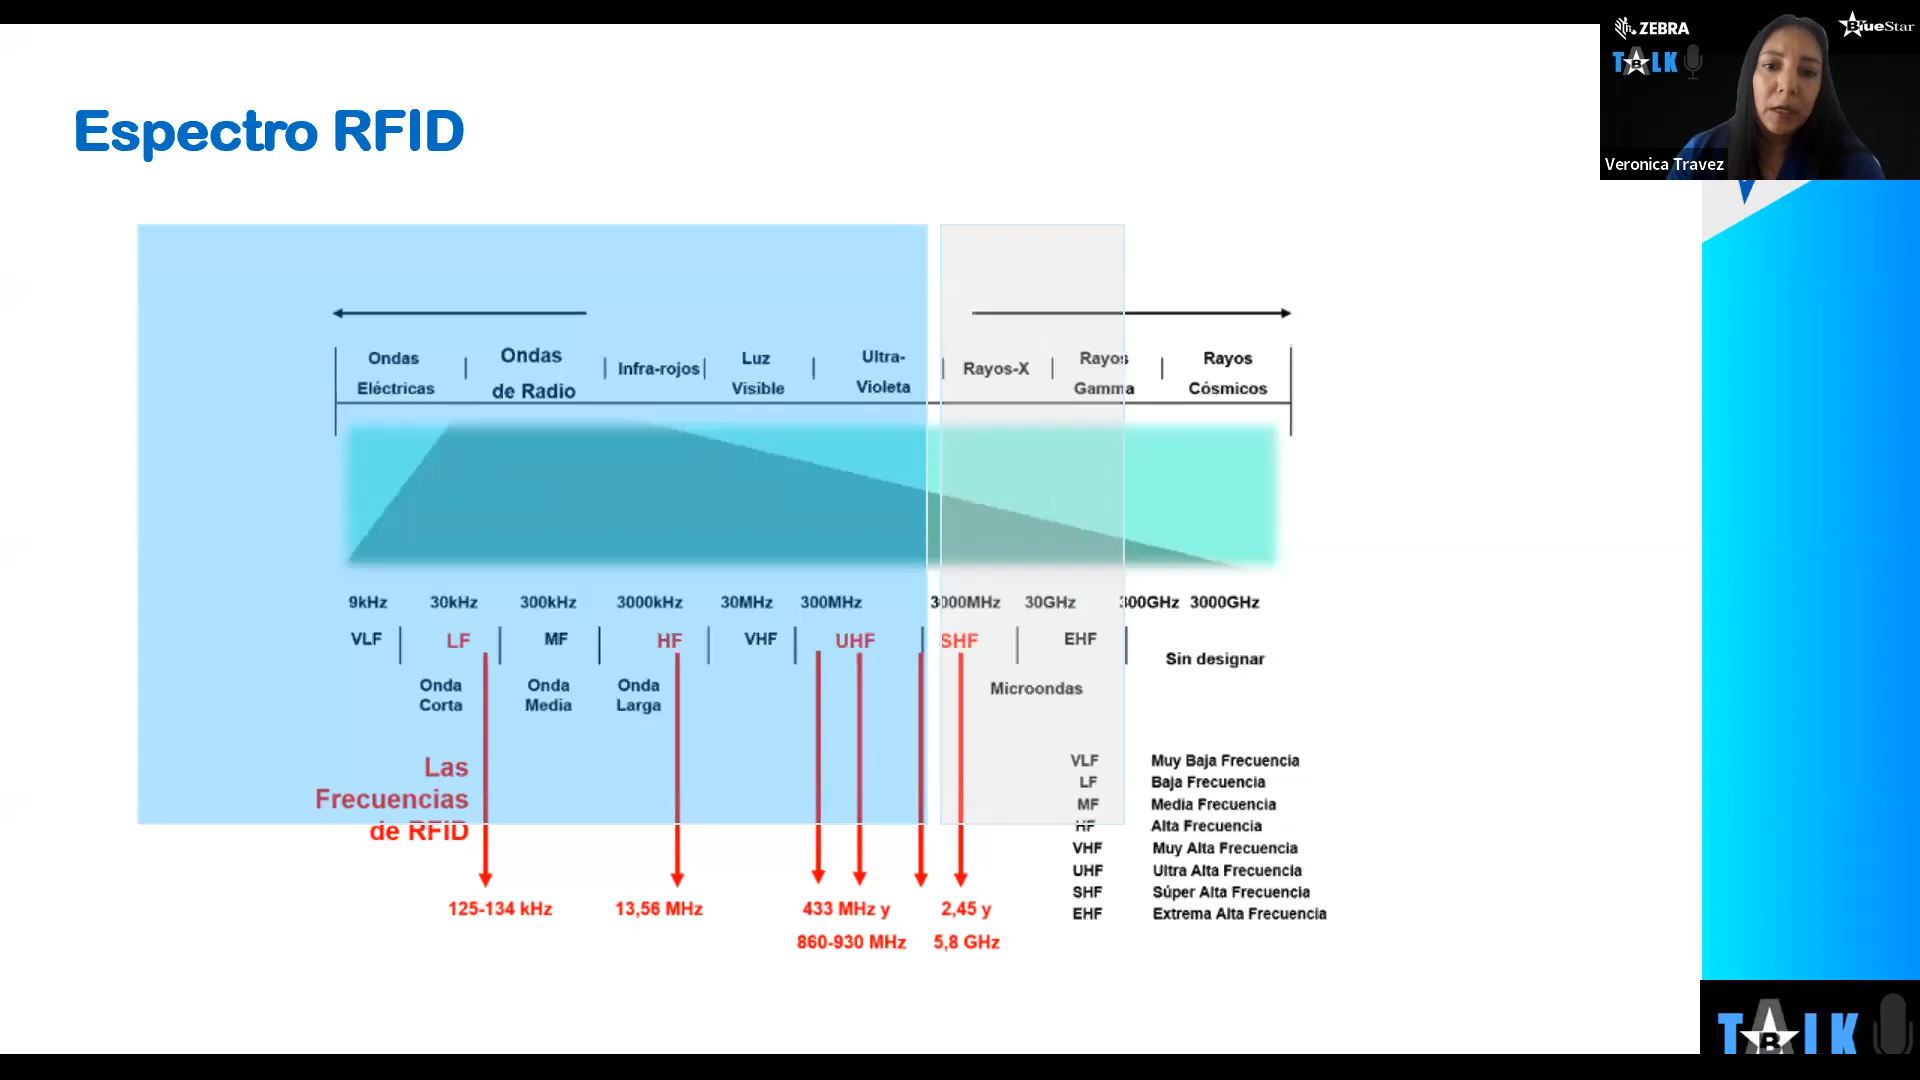 Espectro RFID
ZEBRA
BlueStar
TALK
B
Veronica Travez
Ondas Eléctricas
Ondas de Radio
Infra-rojos
Luz Visible
Ultra-Violeta
Rayos-X
Rayos Gamma
Rayos Cósmicos
9kHz 30kHz 300kHz 3000kHz 30MHz 300MHz 3000MHz 30GHz 300GHz 3000GHz
VLF LF MF HF VHF UHF SHF EHF
Sin designar
Onda Corta
Onda Media
Onda Larga
Microondas
Las
Frecuencias
de RFID
125-134 kHz
13,56 MHz
433 MHz y
860-930 MHz
2,45 y
5,8 GHz
VLF Muy Baja Frecuencia
LF Baja Frecuencia
MF Media Frecuencia
HF Alta Frecuencia
VHF Muy Alta Frecuencia
UHF Ultra Alta Frecuencia
SHF Súper Alta Frecuencia
EHF Extrema Alta Frecuencia
TALK
B